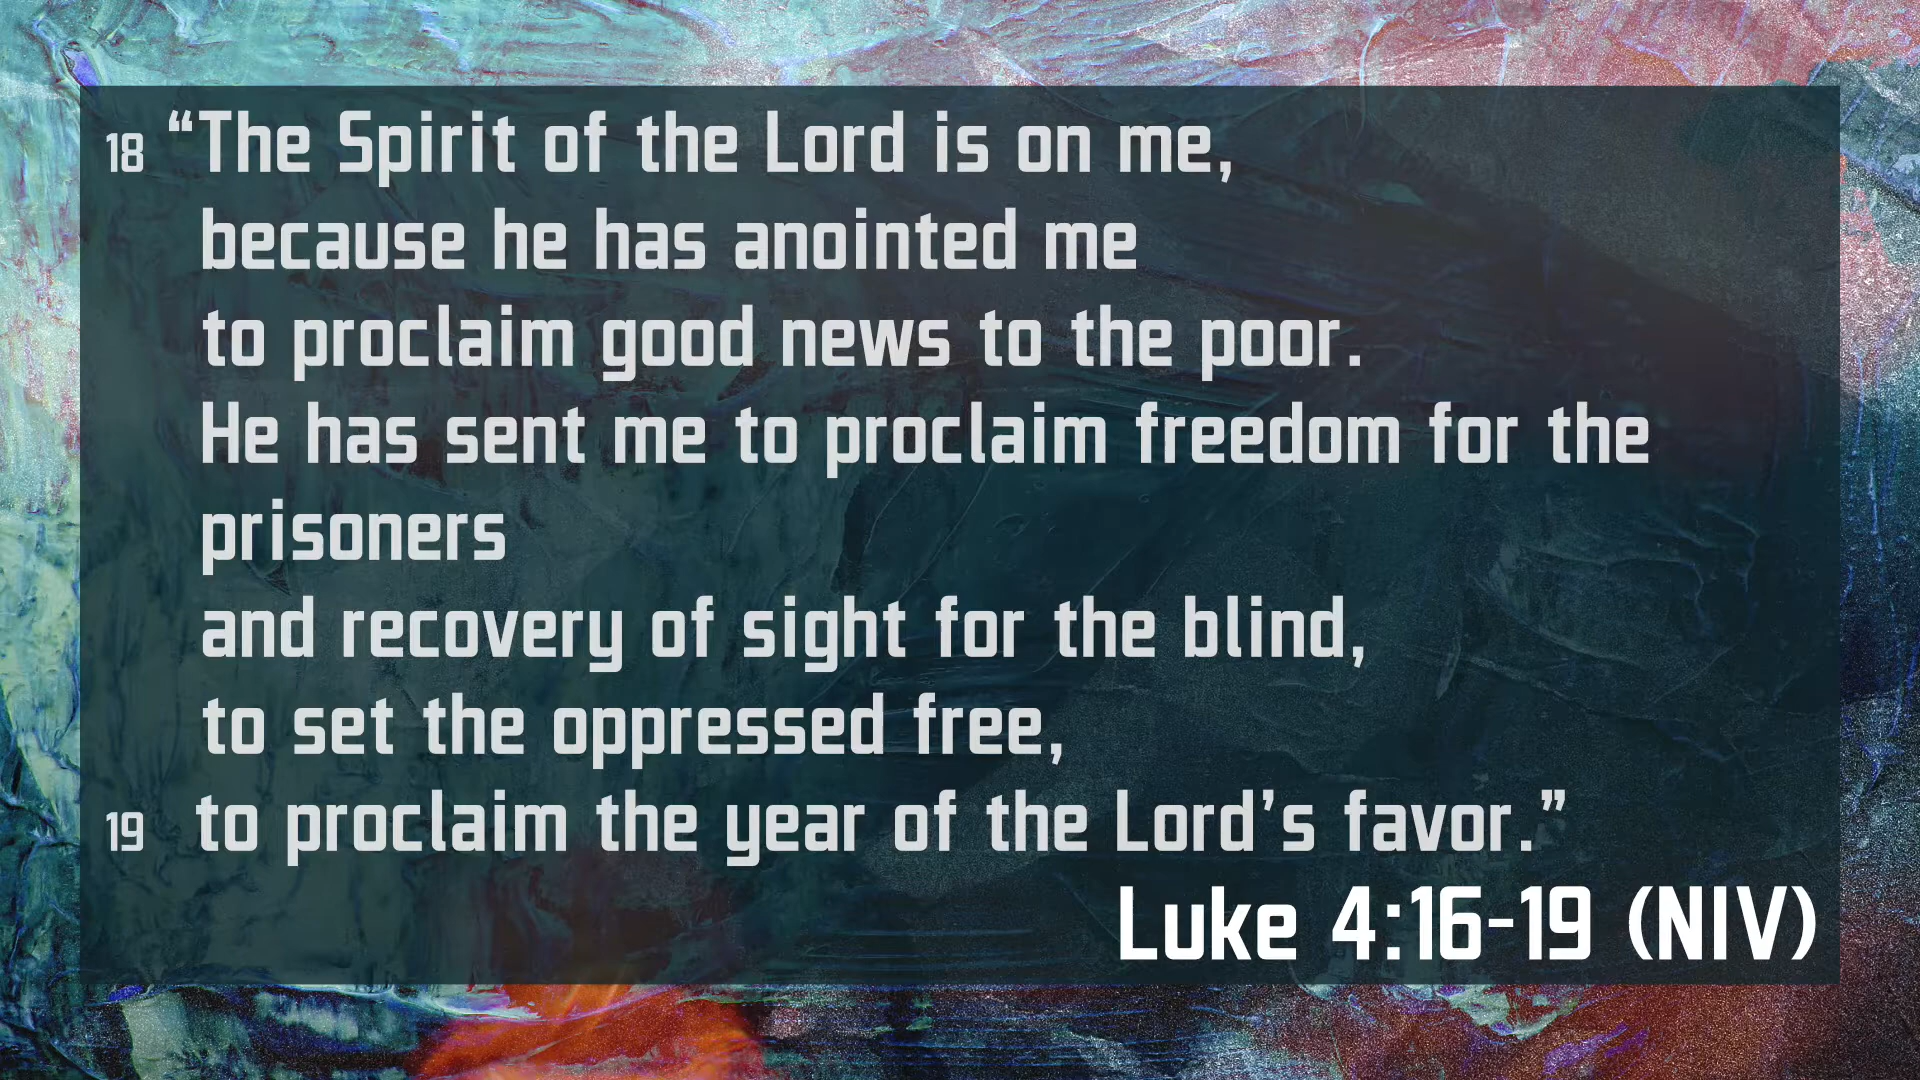 18 “The Spirit of the Lord is on me,
because he has anointed me
to proclaim good news to the poor.
He has sent me to proclaim freedom for the
prisoners
and recovery of sight for the blind,
to set the oppressed free,
19 to proclaim the year of the Lord’s favor.”
Luke 4:16-19 (NIV)